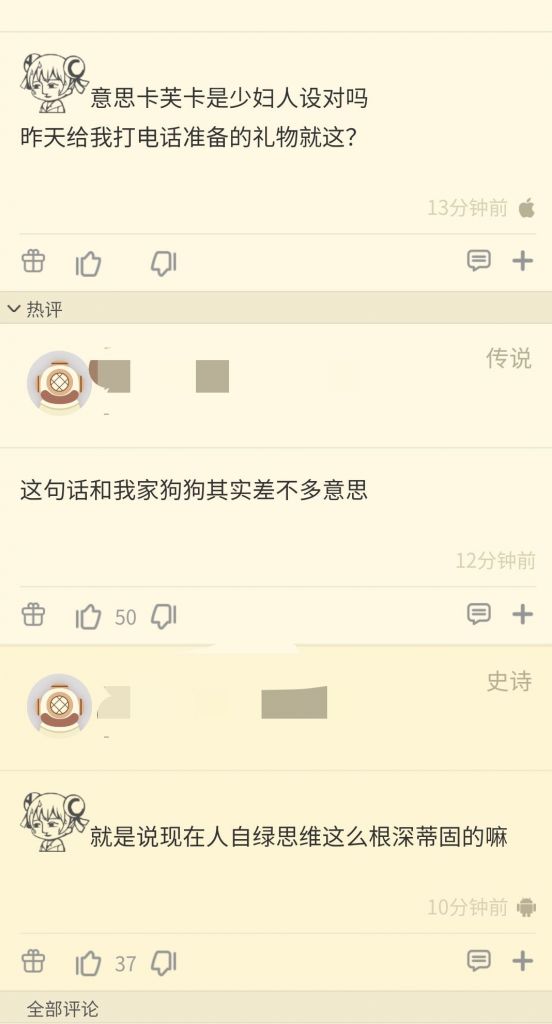 意思卡芙卡是少妇人设对吗
昨天给我打电话准备的礼物就这？
13分钟前
热评
传说
这句话和我家狗狗其实差不多意思
12分钟前
50
史诗
就是说现在人自绿思维这么根深蒂固的嘛
10分钟前
37
全部评论